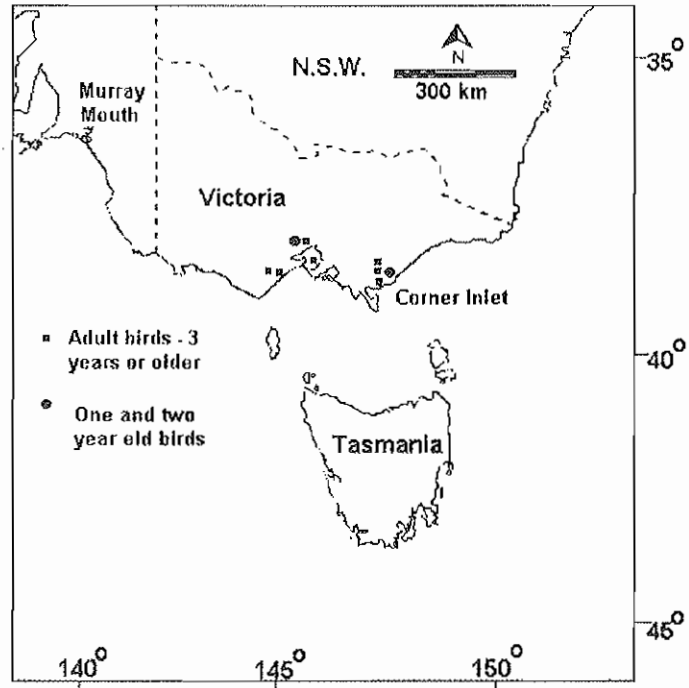 N.S.W.
N
300 km
35°
Murray
Mouth
Victoria
Corner Inlet
Adult birds - 3
years or older
40°
One and two
year old birds
Tasmania
45°
140°
145°
150°